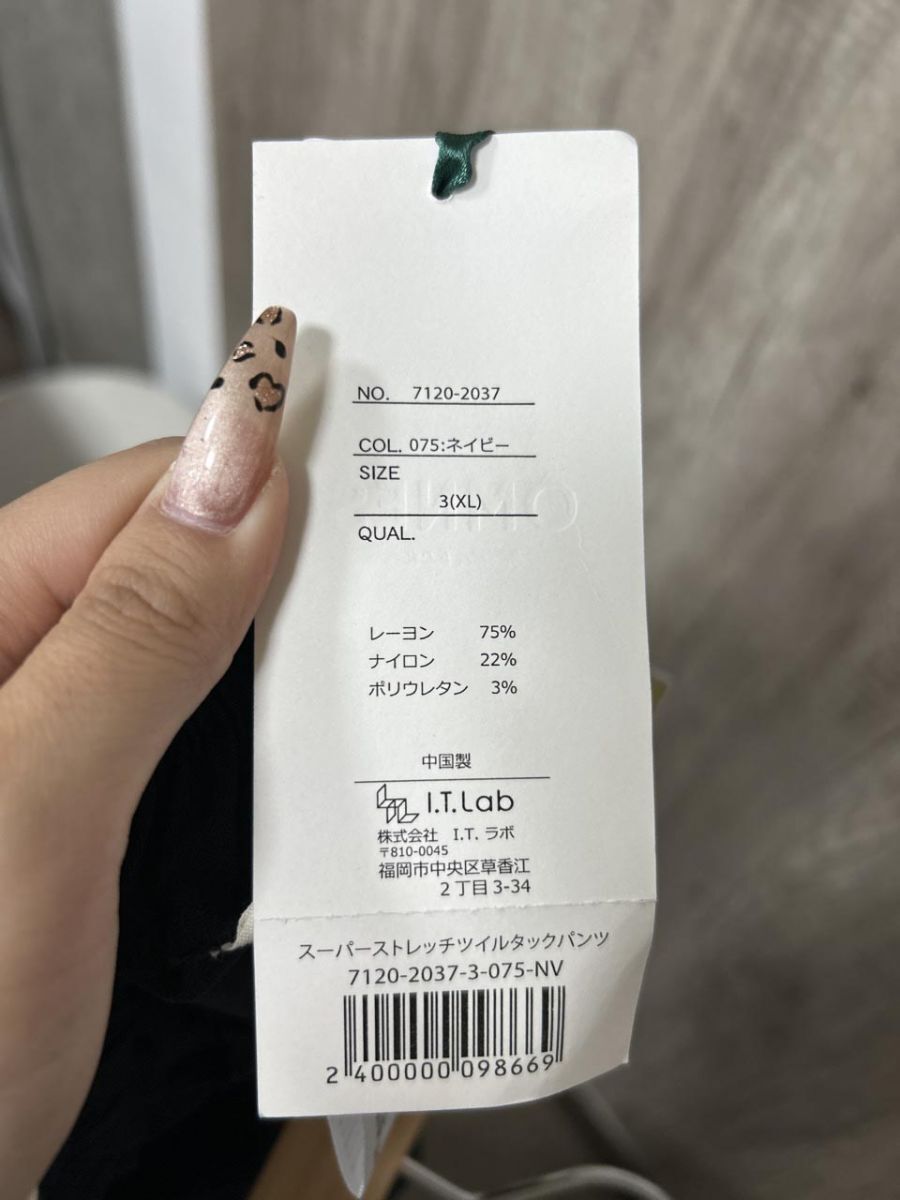 NO. 7120-2037
COL. 075:ネイビー
SIZE
3(XL)
QUAL.
レーヨン 75%
ナイロン 22%
ポリウレタン 3%
中国製
I.T.Lab
株式会社 I.T. ラボ
〒810-0045
福岡市中央区草香江
2丁目3-34
スーパーストレッチツイルタックパンツ
7120-2037-3-075-NV
2 400000 098669